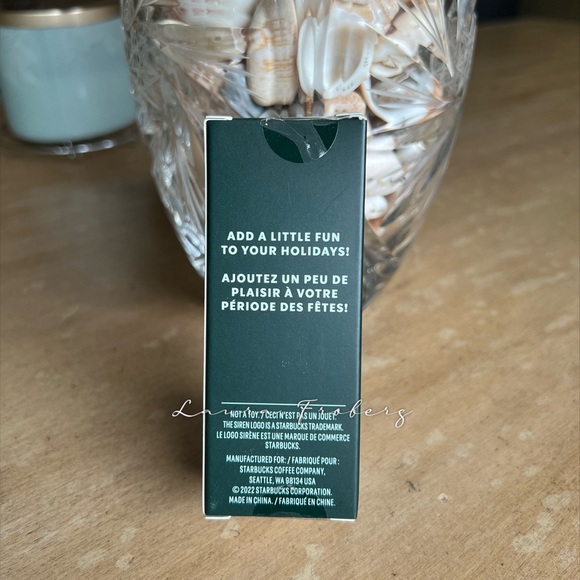 ADD A LITTLE FUN
TO YOUR HOLIDAYS!
AJOUTEZ UN PEU DE
PLAISIR À VOTRE
PÉRIODE DES FÊTES!
Laura Froberg
NOT A TOY. / CECI N'EST PAS UN JOUET.
THE SIREN LOGO IS A STARBUCKS TRADEMARK.
LE LOGO SIRÈNE EST UNE MARQUE DE COMMERCE
STARBUCKS.
MANUFACTURED FOR: / FABRIQUÉ POUR :
STARBUCKS COFFEE COMPANY,
SEATTLE, WA 98134 USA
© 2022 STARBUCKS CORPORATION.
MADE IN CHINA. / FABRIQUÉ EN CHINE.